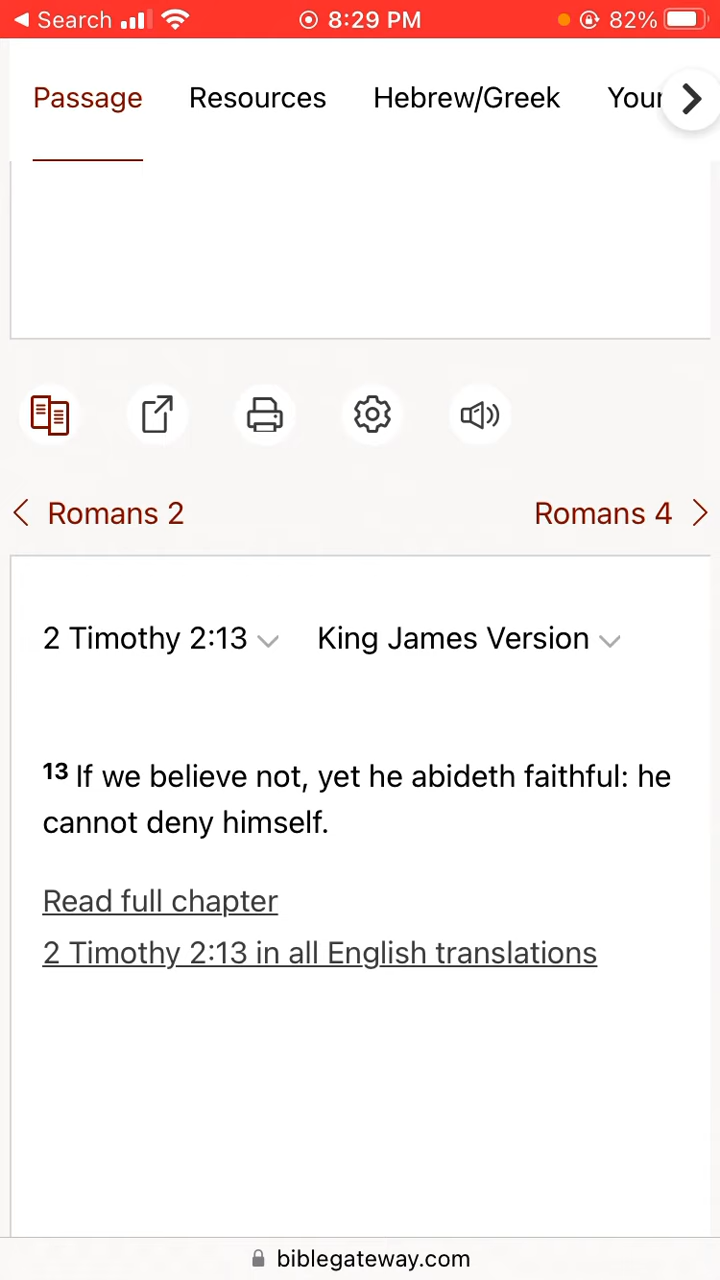 Search 8:29 PM 82%
Passage Resources Hebrew/Greek Your
Romans 2 Romans 4
2 Timothy 2:13 King James Version
13 If we believe not, yet he abideth faithful: he
cannot deny himself.
Read full chapter
2 Timothy 2:13 in all English translations
biblegateway.com